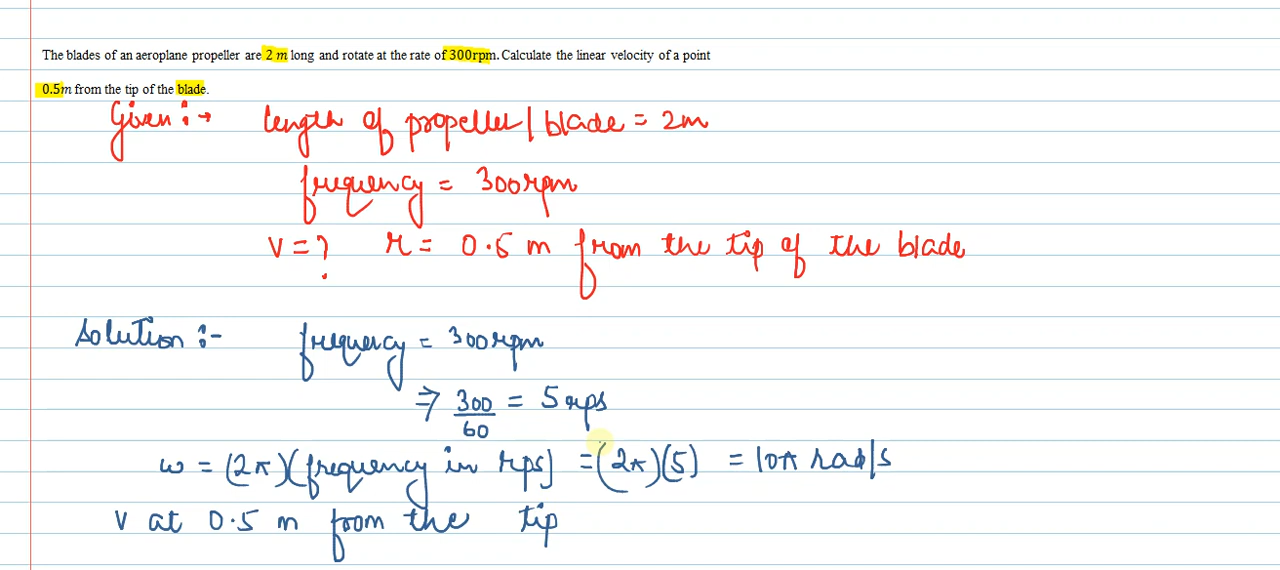 The blades of an aeroplane propeller are 2 m long and rotate at the rate of 300rpm. Calculate the linear velocity of a point
0.5m from the tip of the blade.
Given :→ length of propeller / blade = 2m
frequency = 300rpm
v = ? r = 0.5 m from the tip of the blade
Solution :- frequency = 300rpm
⇒ 300/60 = 5 rps
ω = (2π)(frequency in rps) = (2π)(5) = 10π rad/s
v at 0.5 m from the tip